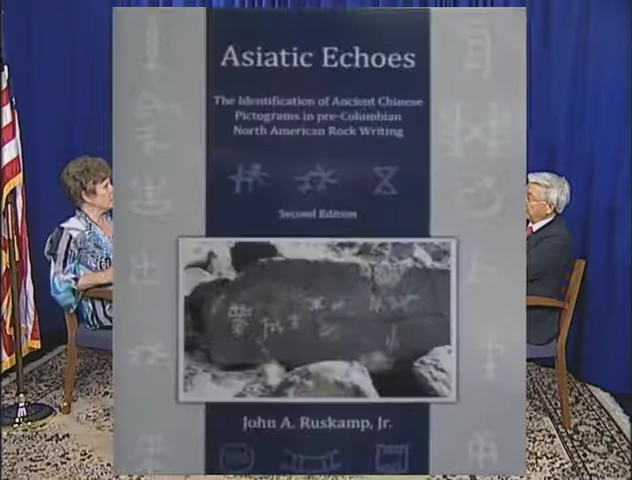 Asiatic Echoes
The Identification of Ancient Chinese
Pictograms in pre-Columbian
North American Rock Writing
Second Edition
John A. Ruskamp, Jr.